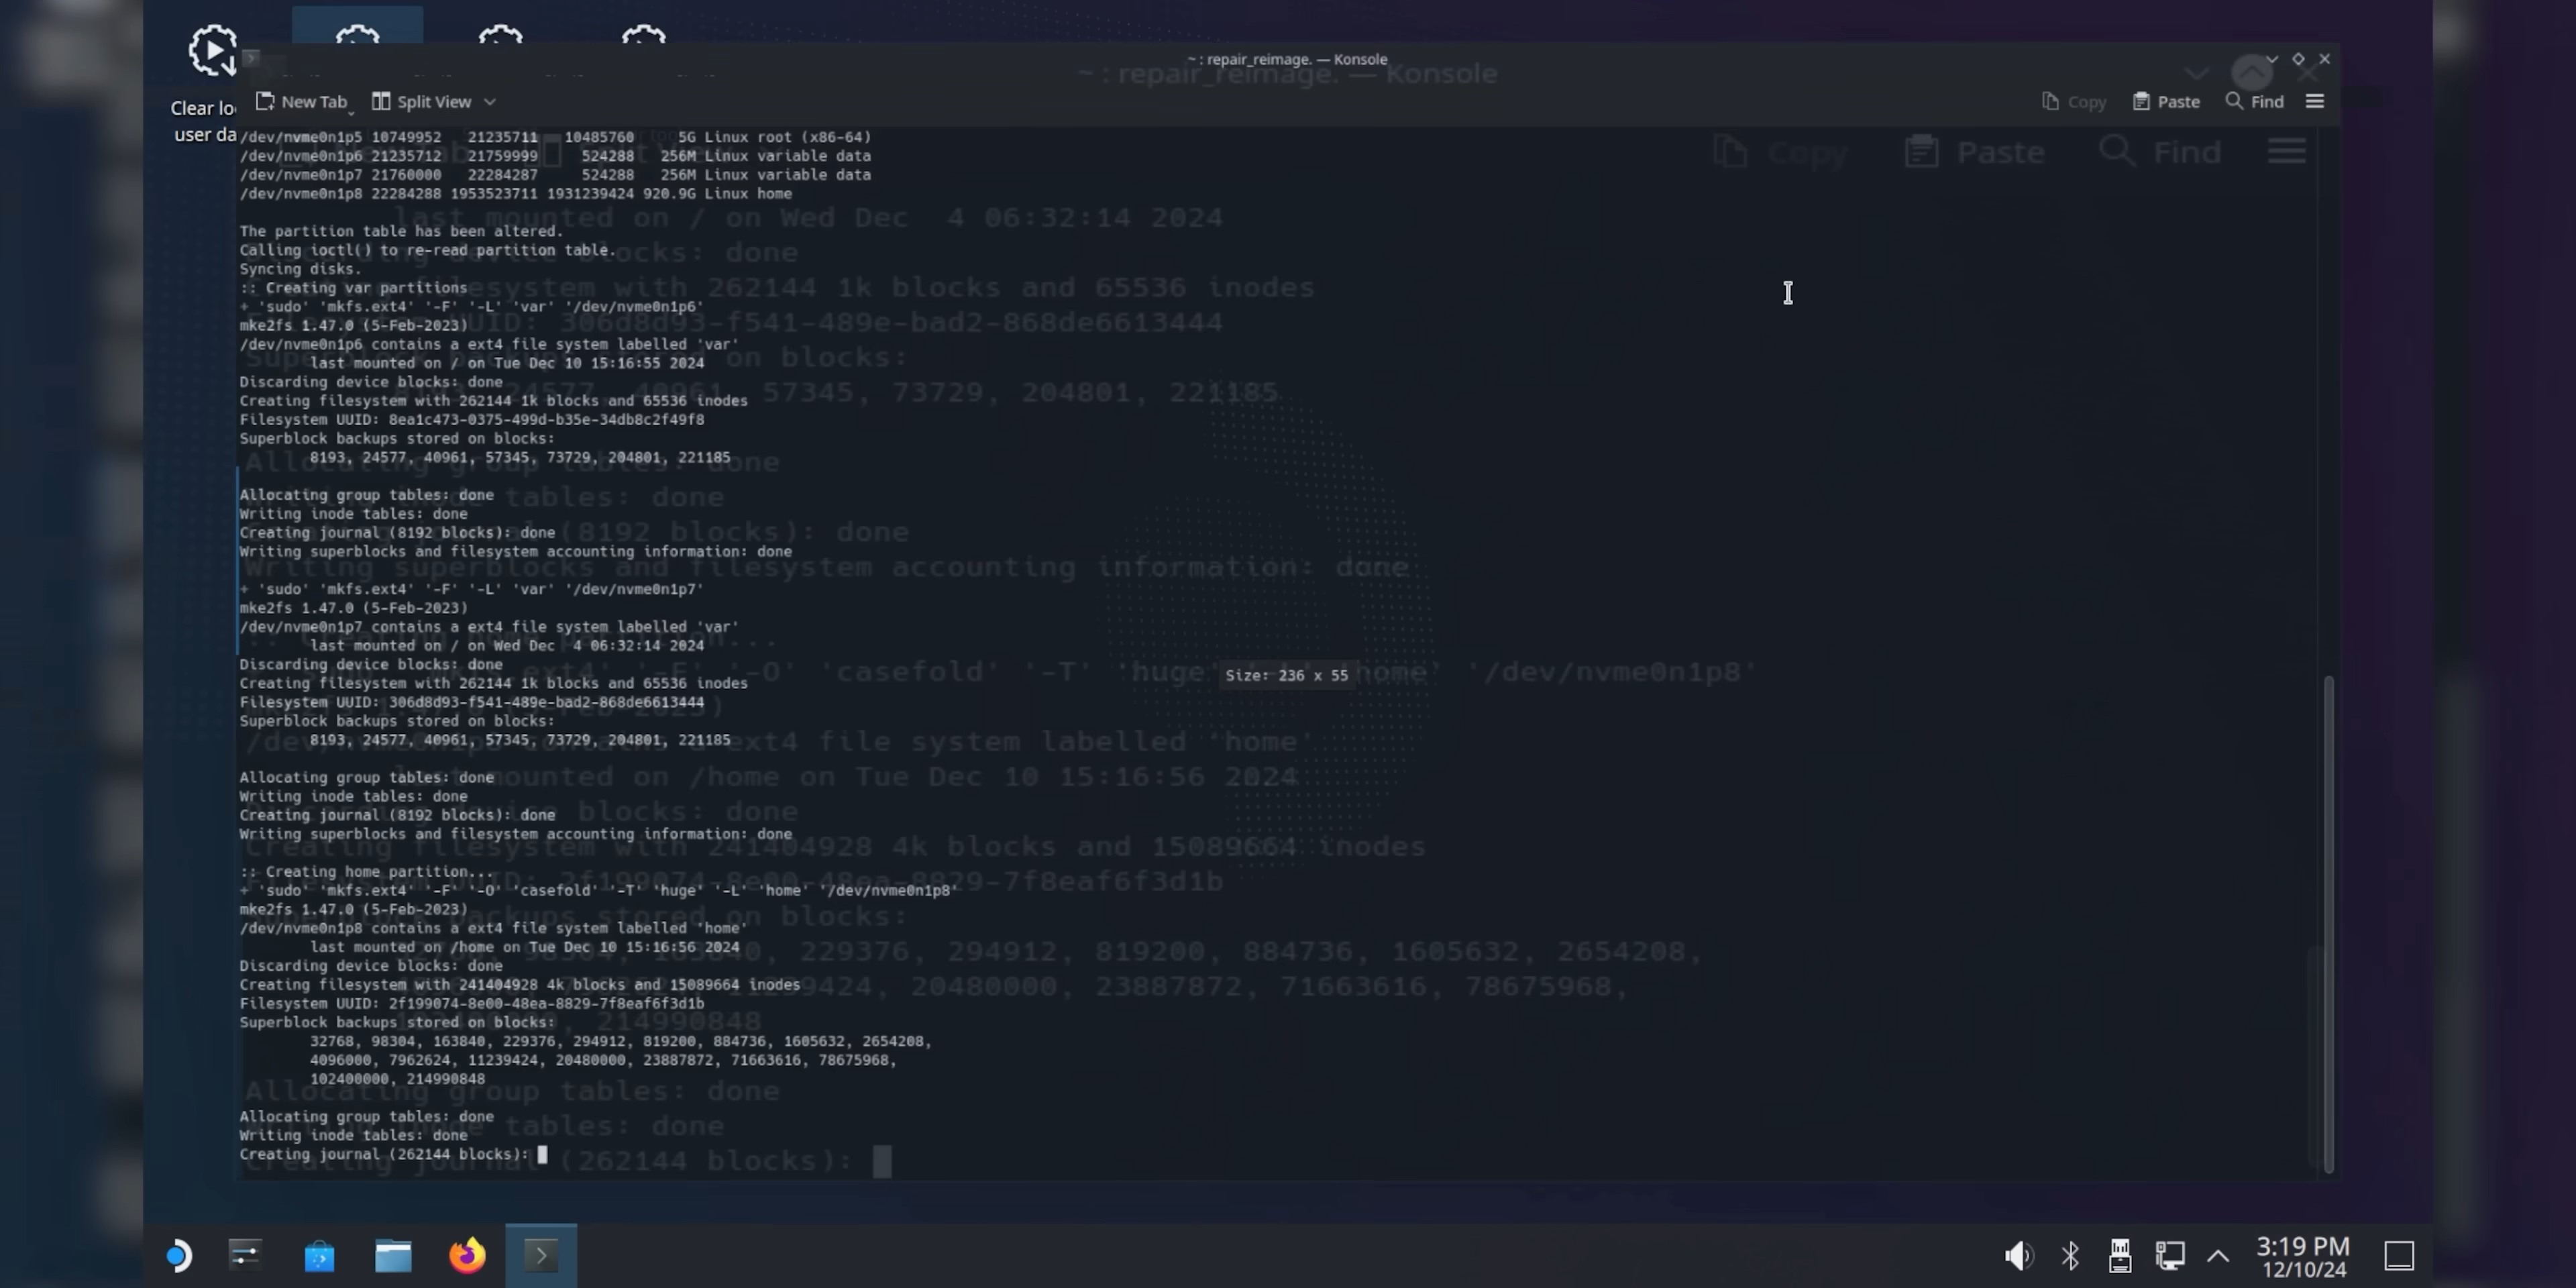 Clear lo
user da
~ : repair_reimage. — Konsole
~ : repair_reimage. — Konsole
New Tab
Split View
Copy
Paste
Find
Copy
Paste
Find
/dev/nvme0n1p5 10749952 21235711 10485760 5G Linux root (x86-64)
/dev/nvme0n1p6 21235712 21759999 524288 256M Linux variable data
/dev/nvme0n1p7 21760000 22284287 524288 256M Linux variable data
/dev/nvme0n1p8 22284288 1953523711 1931239424 920.9G Linux home
The partition table has been altered.
Calling ioctl() to re-read partition table.
Syncing disks.
:: Creating var partitions
+ 'sudo' 'mkfs.ext4' '-F' '-L' 'var' '/dev/nvme0n1p6'
mke2fs 1.47.0 (5-Feb-2023)
/dev/nvme0n1p6 contains a ext4 file system labelled 'var'
last mounted on / on Tue Dec 10 15:16:55 2024
Discarding device blocks: done
Creating filesystem with 262144 1k blocks and 65536 inodes
Filesystem UUID: 8ea1c473-0375-499d-b35e-34db8c2f49f8
Superblock backups stored on blocks:
8193, 24577, 40961, 57345, 73729, 204801, 221185
Allocating group tables: done
Writing inode tables: done
Creating journal (8192 blocks): done
Writing superblocks and filesystem accounting information: done
+ 'sudo' 'mkfs.ext4' '-F' '-L' 'var' '/dev/nvme0n1p7'
mke2fs 1.47.0 (5-Feb-2023)
/dev/nvme0n1p7 contains a ext4 file system labelled 'var'
last mounted on / on Wed Dec 4 06:32:14 2024
Discarding device blocks: done
Creating filesystem with 262144 1k blocks and 65536 inodes
Filesystem UUID: 306d8d93-f541-489e-bad2-868de6613444
Superblock backups stored on blocks:
8193, 24577, 40961, 57345, 73729, 204801, 221185
Allocating group tables: done
Writing inode tables: done
Creating journal (8192 blocks): done
Writing superblocks and filesystem accounting information: done
:: Creating home partition...
+ 'sudo' 'mkfs.ext4' '-F' '-O' 'casefold' '-T' 'huge' '-L' 'home' '/dev/nvme0n1p8'
mke2fs 1.47.0 (5-Feb-2023)
/dev/nvme0n1p8 contains a ext4 file system labelled 'home'
last mounted on /home on Tue Dec 10 15:16:56 2024
Discarding device blocks: done
Creating filesystem with 241404928 4k blocks and 15089664 inodes
Filesystem UUID: 2f199074-8e00-48ea-8829-7f8eaf6f3d1b
Superblock backups stored on blocks:
32768, 98304, 163840, 229376, 294912, 819200, 884736, 1605632, 2654208,
4096000, 7962624, 11239424, 20480000, 23887872, 71663616, 78675968,
102400000, 214990848
Allocating group tables: done
Writing inode tables: done
Creating journal (262144 blocks):
Size: 236 x 55
3:19 PM
12/10/24